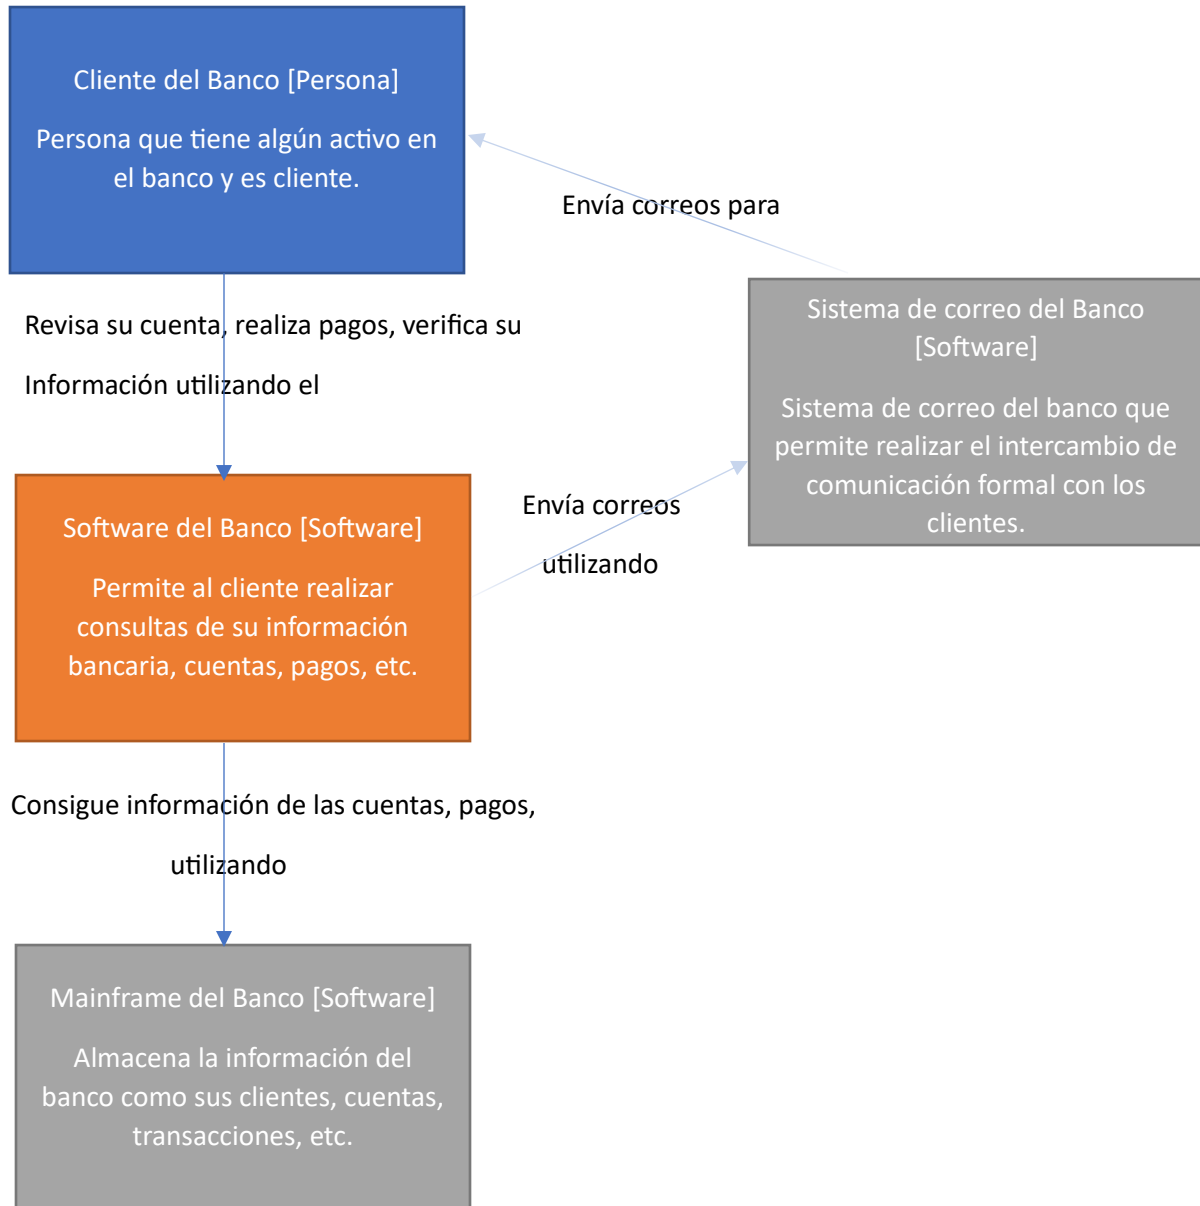 Cliente del Banco [Persona]
Persona que tiene algún activo en
el banco y es cliente.
Envía correos para
Revisa su cuenta, realiza pagos, verifica su
Información utilizando el
Sistema de correo del Banco
[Software]
Sistema de correo del banco que
permite realizar el intercambio de
comunicación formal con los
clientes.
Software del Banco [Software]
Permite al cliente realizar
consultas de su información
bancaria, cuentas, pagos, etc.
Envía correos
utilizando
Consigue información de las cuentas, pagos,
utilizando
Mainframe del Banco [Software]
Almacena la información del
banco como sus clientes, cuentas,
transacciones, etc.